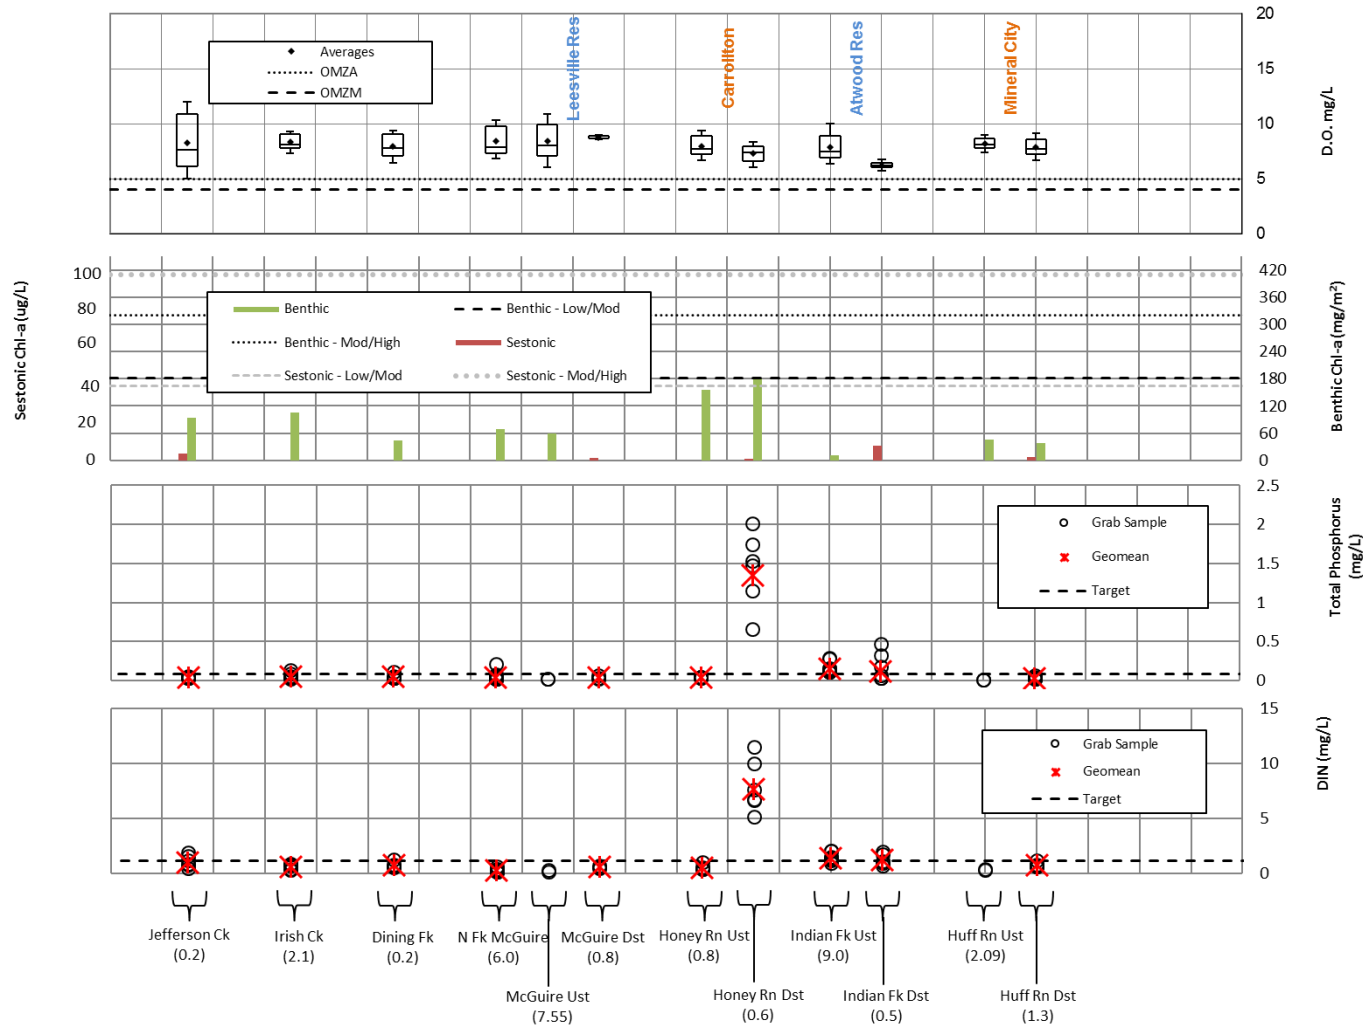 20
15
10
5
0
D.O. mg/L
Averages
OMZA
OMZM
Leesville Res
Carrollton
Atwood Res
Mineral City
Sestonic Chl-a (ug/L)
100
80
60
40
20
0
Benthic
Benthic - Low/Mod
Benthic - Mod/High
Sestonic
Sestonic - Low/Mod
Sestonic - Mod/High
420
360
300
240
180
120
60
0
Benthic Chl-a (mg/m²)
2.5
2
1.5
1
0.5
0
Total Phosphorus
(mg/L)
Grab Sample
Geomean
Target
15
10
5
0
DIN (mg/L)
Grab Sample
Geomean
Target
Jefferson Ck
(0.2)
Irish Ck
(2.1)
Dining Fk
(0.2)
N Fk McGuire
(6.0)
McGuire Ust
(7.55)
McGuire Dst
(0.8)
Honey Rn Ust
(0.8)
Honey Rn Dst
(0.6)
Indian Fk Ust
(9.0)
Indian Fk Dst
(0.5)
Huff Rn Ust
(2.09)
Huff Rn Dst
(1.3)